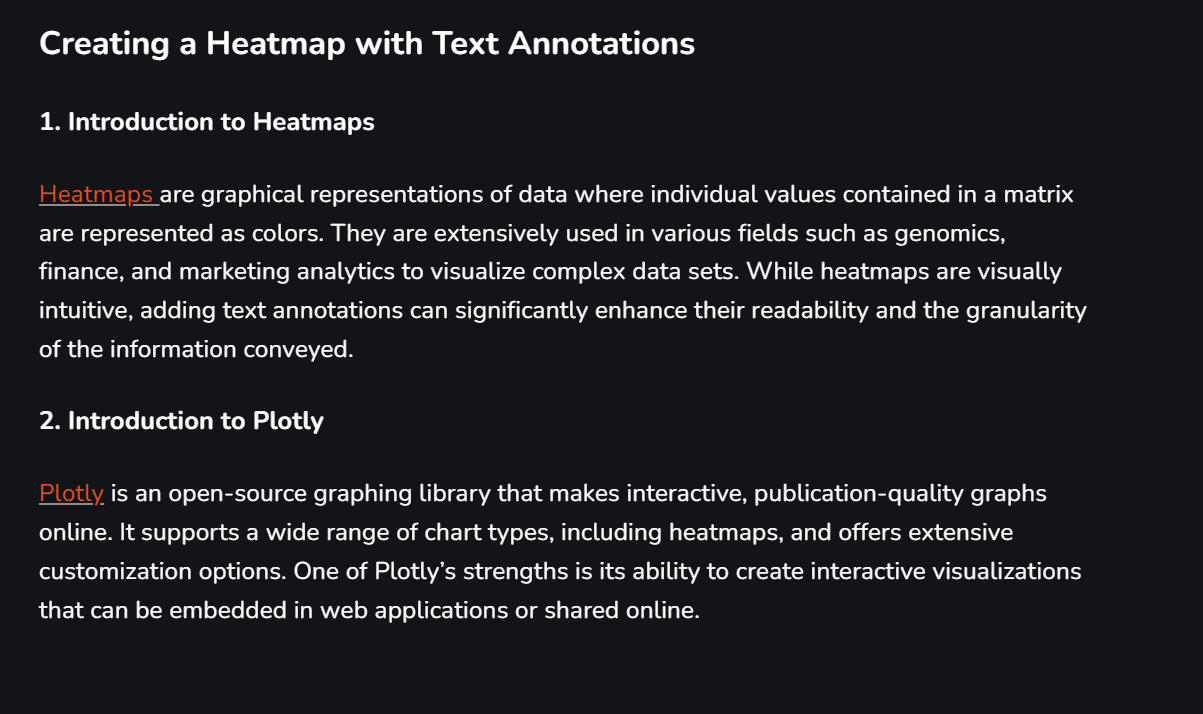 Creating a Heatmap with Text Annotations
1. Introduction to Heatmaps
Heatmaps are graphical representations of data where individual values contained in a matrix
are represented as colors. They are extensively used in various fields such as genomics,
finance, and marketing analytics to visualize complex data sets. While heatmaps are visually
intuitive, adding text annotations can significantly enhance their readability and the granularity
of the information conveyed.
2. Introduction to Plotly
Plotly is an open-source graphing library that makes interactive, publication-quality graphs
online. It supports a wide range of chart types, including heatmaps, and offers extensive
customization options. One of Plotly’s strengths is its ability to create interactive visualizations
that can be embedded in web applications or shared online.